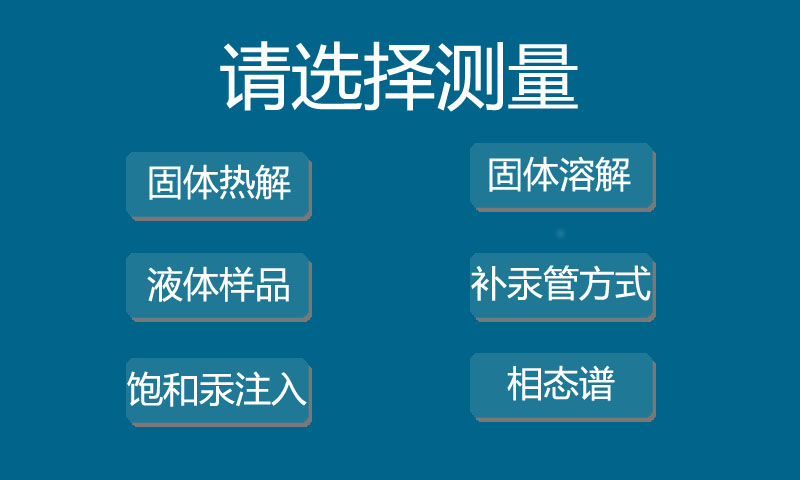 请选择测量
固体热解
固体溶解
液体样品
补汞管方式
饱和汞注入
相态谱